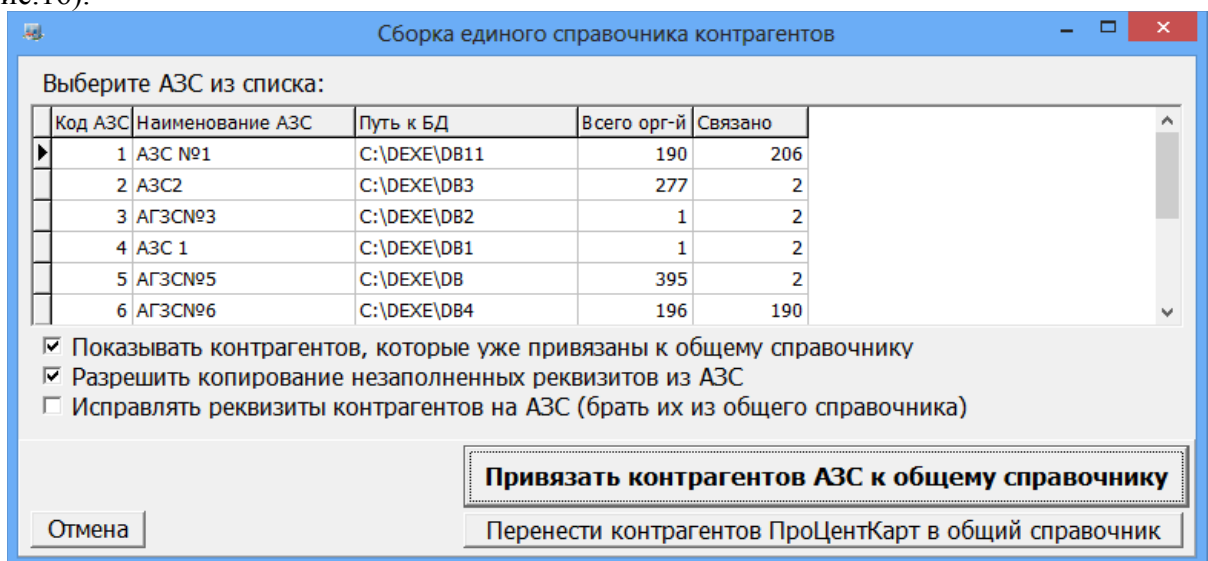 ис.16).
Сборка единого справочника контрагентов
Выберите АЗС из списка:
Код АЗС Наименование АЗС Путь к БД Всего орг-й Связано
1 АЗС №1 C:\DEXE\DB11 190 206
2 АЗС2 C:\DEXE\DB3 277 2
3 АГЗС№3 C:\DEXE\DB2 1 2
4 АЗС 1 C:\DEXE\DB1 1 2
5 АГЗС№5 C:\DEXE\DB 395 2
6 АГЗС№6 C:\DEXE\DB4 196 190
Показывать контрагентов, которые уже привязаны к общему справочнику
Разрешить копирование незаполненных реквизитов из АЗС
Исправлять реквизиты контрагентов на АЗС (брать их из общего справочника)
Привязать контрагентов АЗС к общему справочнику
Отмена
Перенести контрагентов ПроЦентКарт в общий справочник